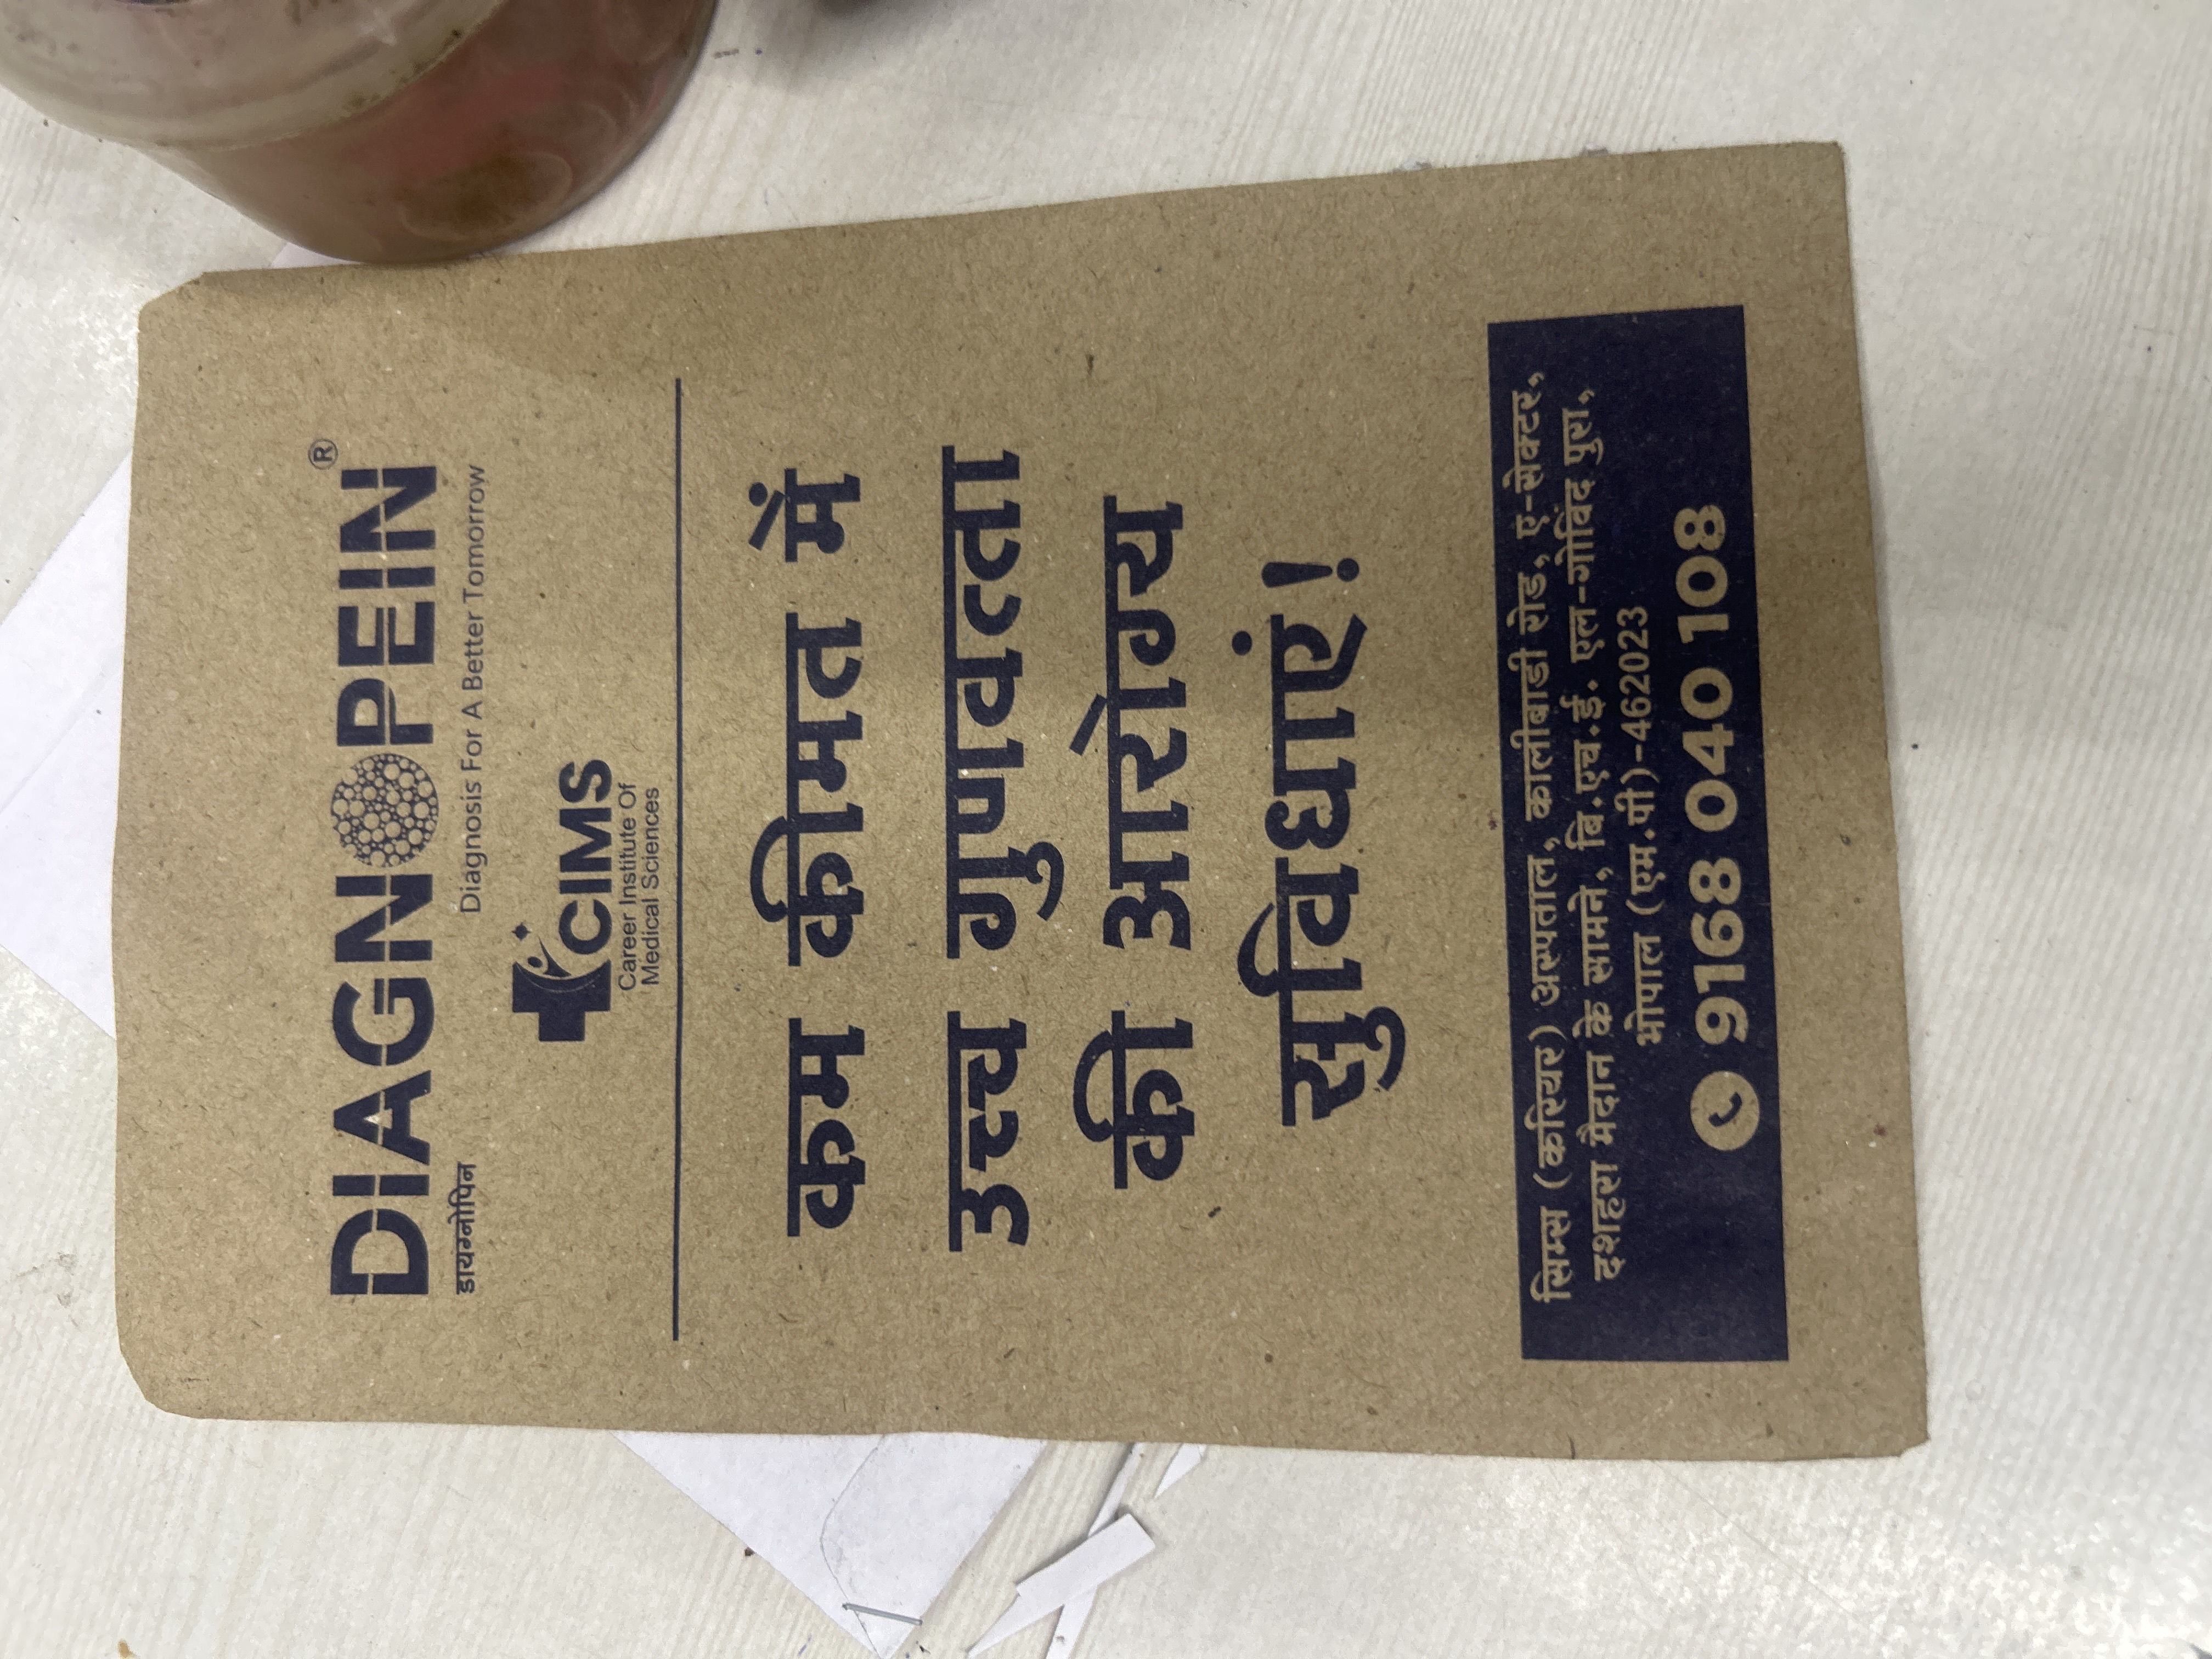 DIAGNOPEIN®
डायग्नोपिन Diagnosis For A Better Tomorrow
CIMS
Career Institute Of
Medical Sciences
कम कीमत में
उच्च गुणवत्ता
की आरोग्य
सुविधाएं!
सिम्स (करियर) अस्पताल, कालीबाडी रोड, ए-सेक्टर,
दशहरा मैदान के सामने, बि.एच.ई. एल-गोविंद पुरा,
भोपाल (एम.पी)-462023
9168 040 108